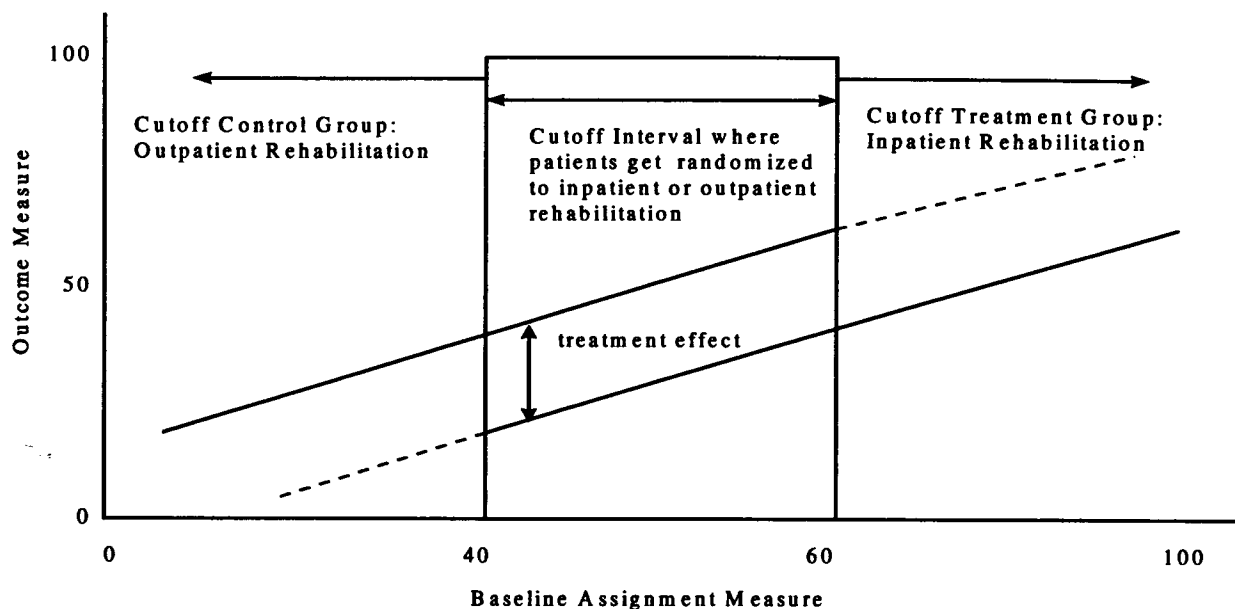 100
Cutoff Control Group:
Outpatient Rehabilitation
Cutoff Interval where
patients get randomized
to inpatient or outpatient
rehabilitation
Cutoff Treatment Group:
Inpatient Rehabilitation
Outcome Measure
50
treatment effect
0
0
40
60
100
Baseline Assignment Measure